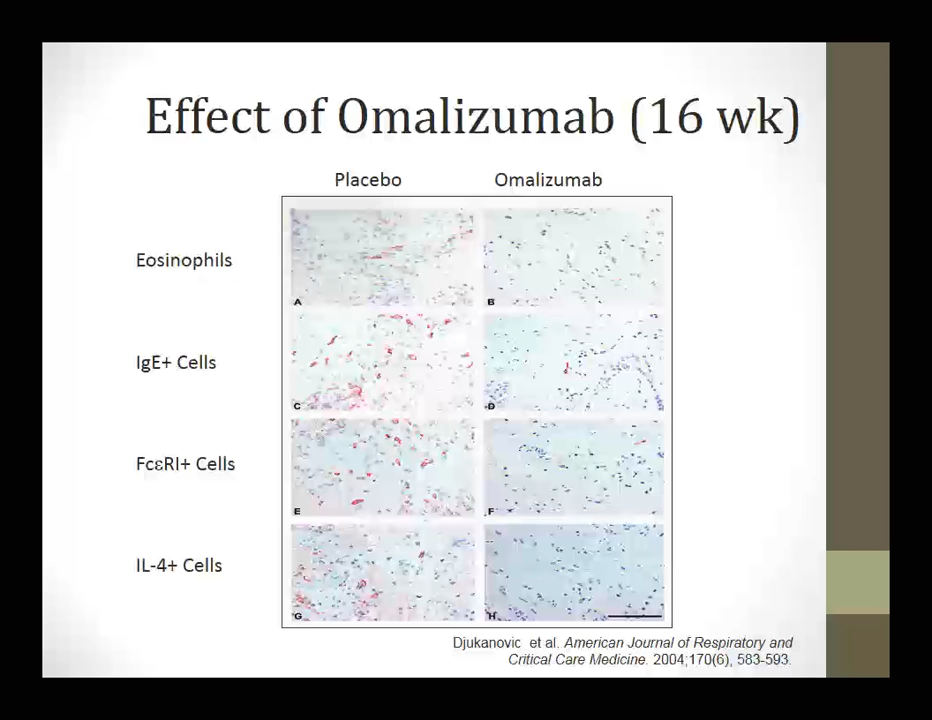 Effect of Omalizumab (16 wk)
Placebo Omalizumab
Eosinophils
A B
IgE+ Cells
C D
FcεRI+ Cells
E F
IL-4+ Cells
G H
Djukanovic et al. American Journal of Respiratory and
Critical Care Medicine. 2004;170(6), 583-593.